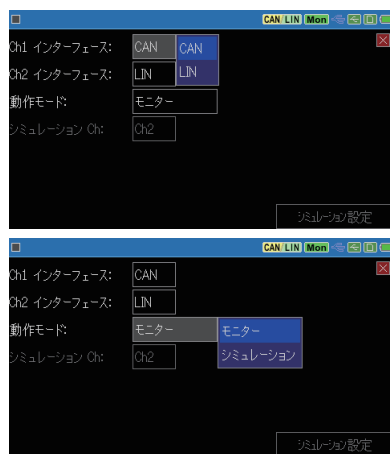 CAN LIN Mon
Ch1 インターフェース: CAN CAN
Ch2 インターフェース: LIN LIN
動作モード: モニター
シミュレーション Ch: Ch2
シミュレーション設定
CAN LIN Mon
Ch1 インターフェース: CAN
Ch2 インターフェース: LIN
動作モード: モニター モニター
シミュレーション Ch: Ch2 シミュレーション
シミュレーション設定